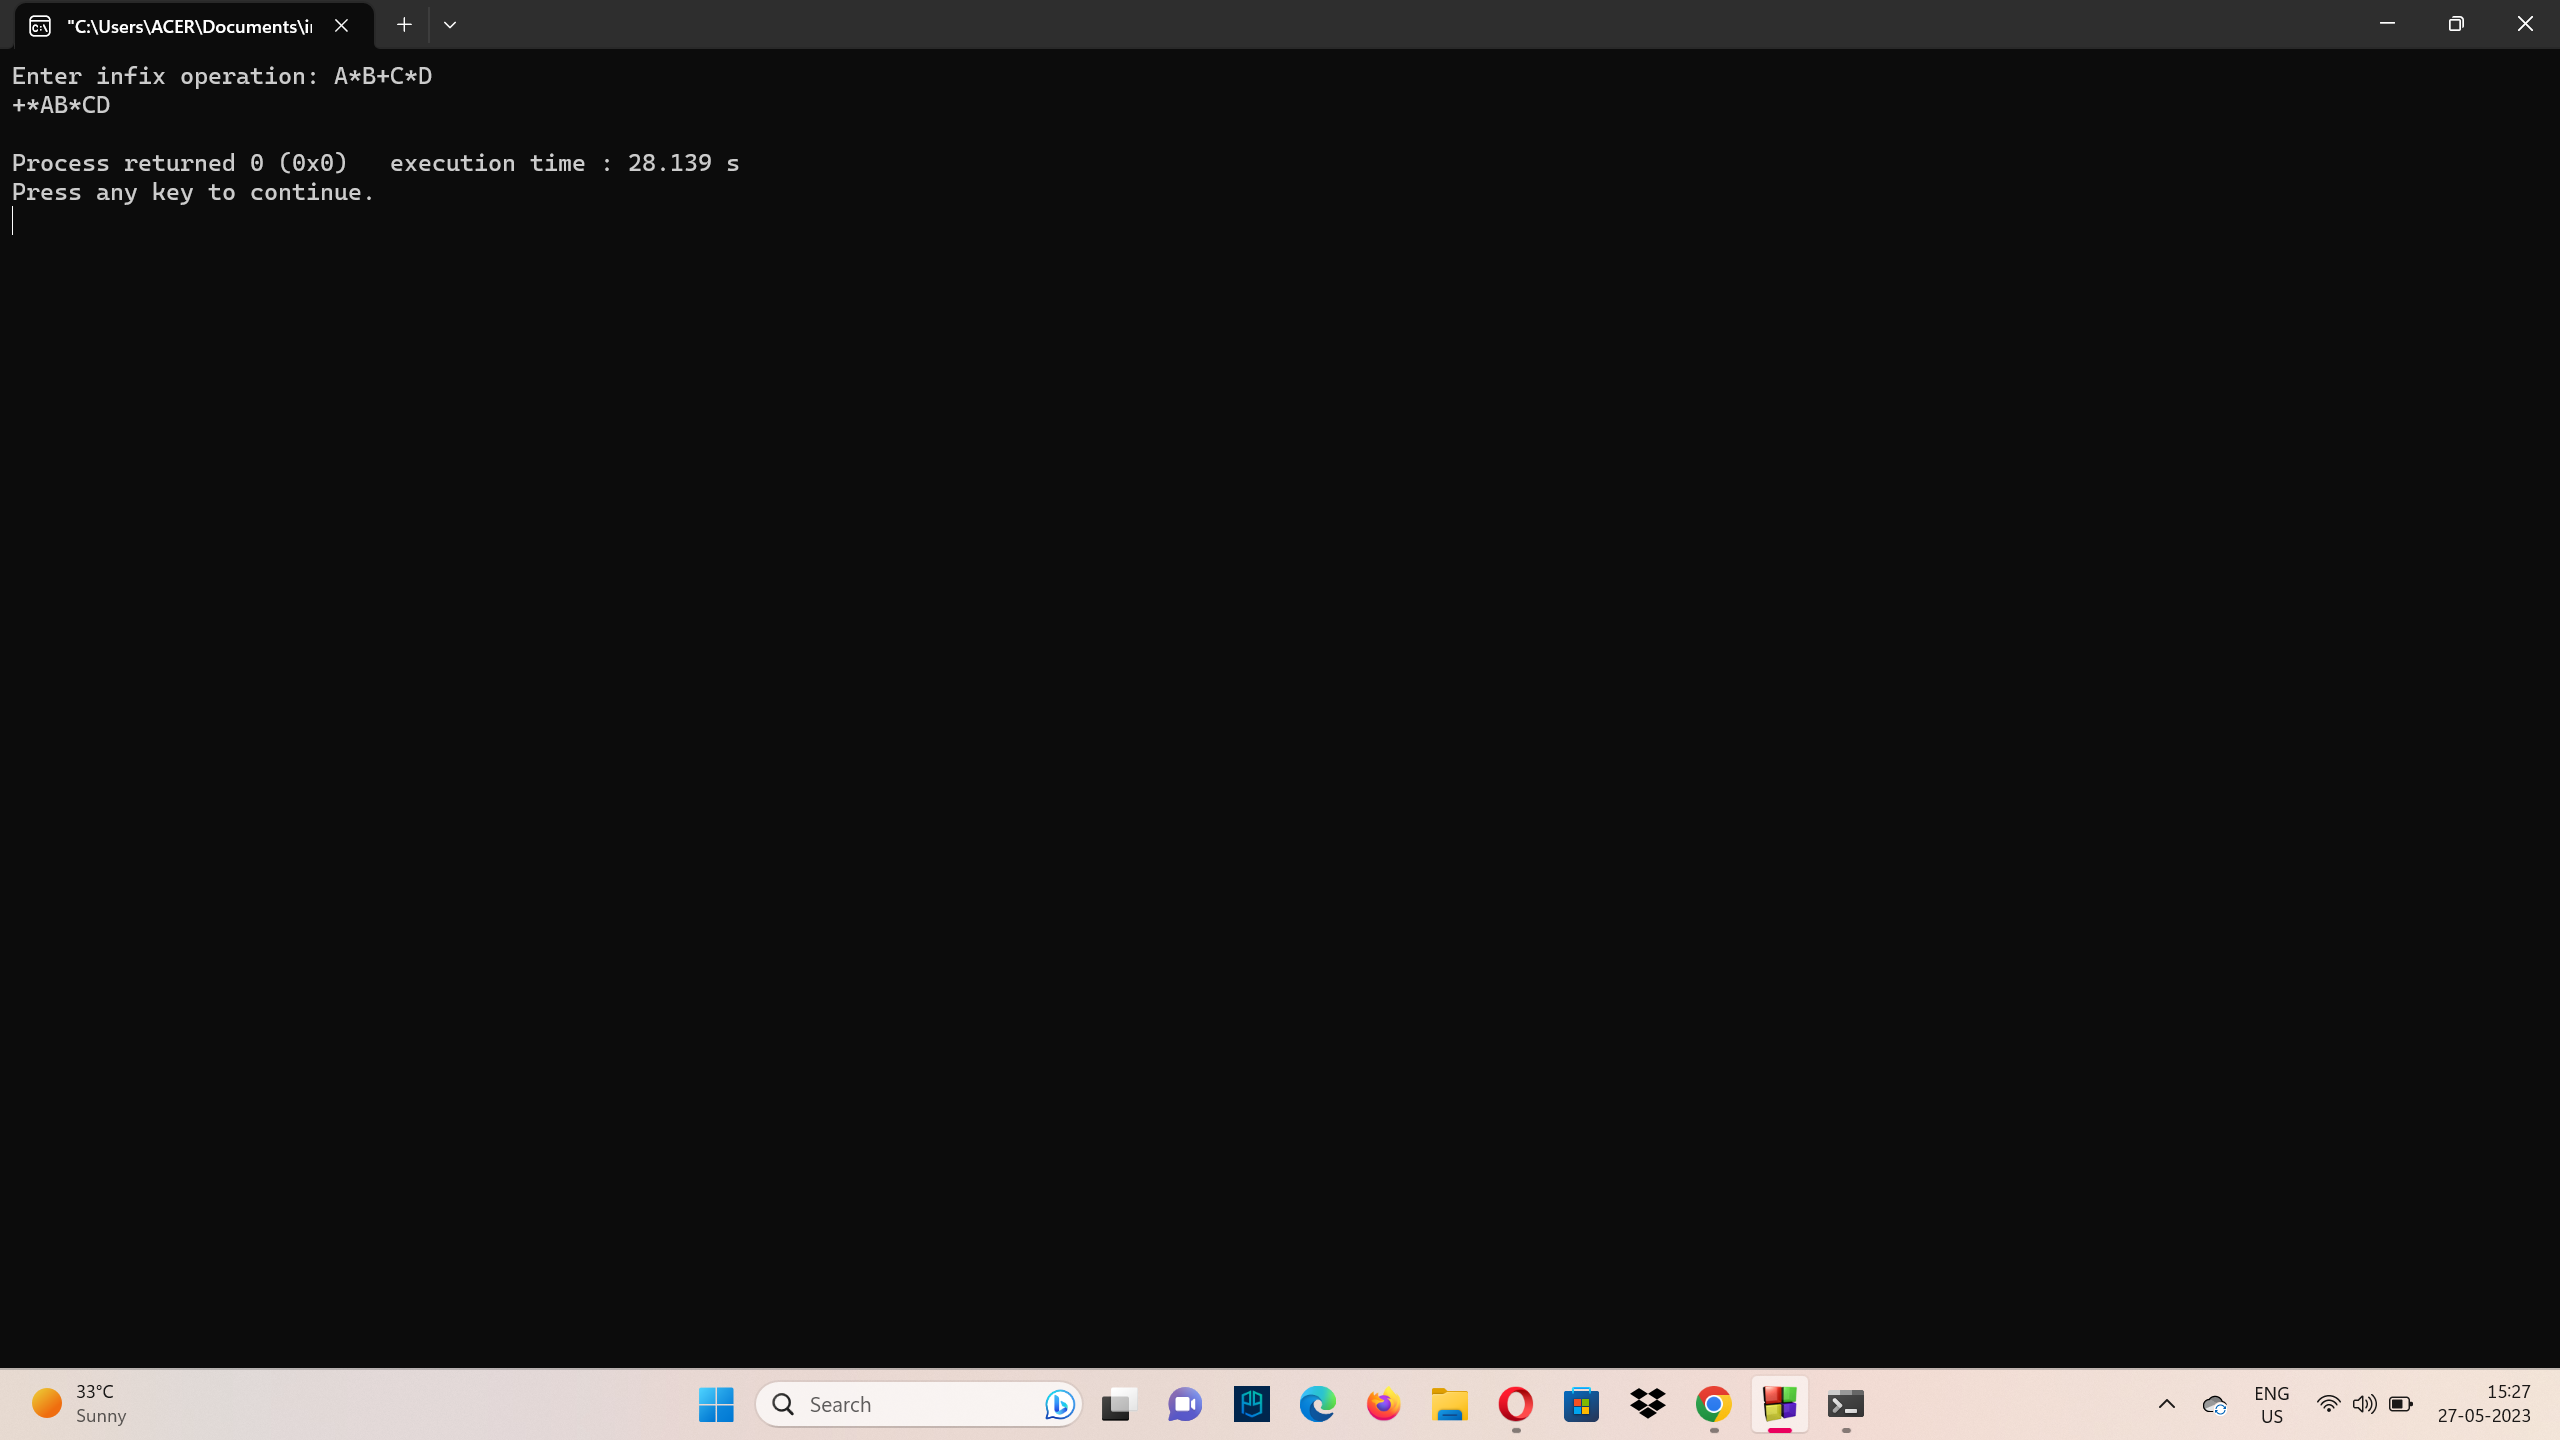 "C:\Users\ACER\Documents\i
Enter infix operation: A*B+C*D
+*AB*CD
Process returned 0 (0x0)   execution time : 28.139 s
Press any key to continue.
33°C
Sunny
Search
ENG
US
15:27
27-05-2023